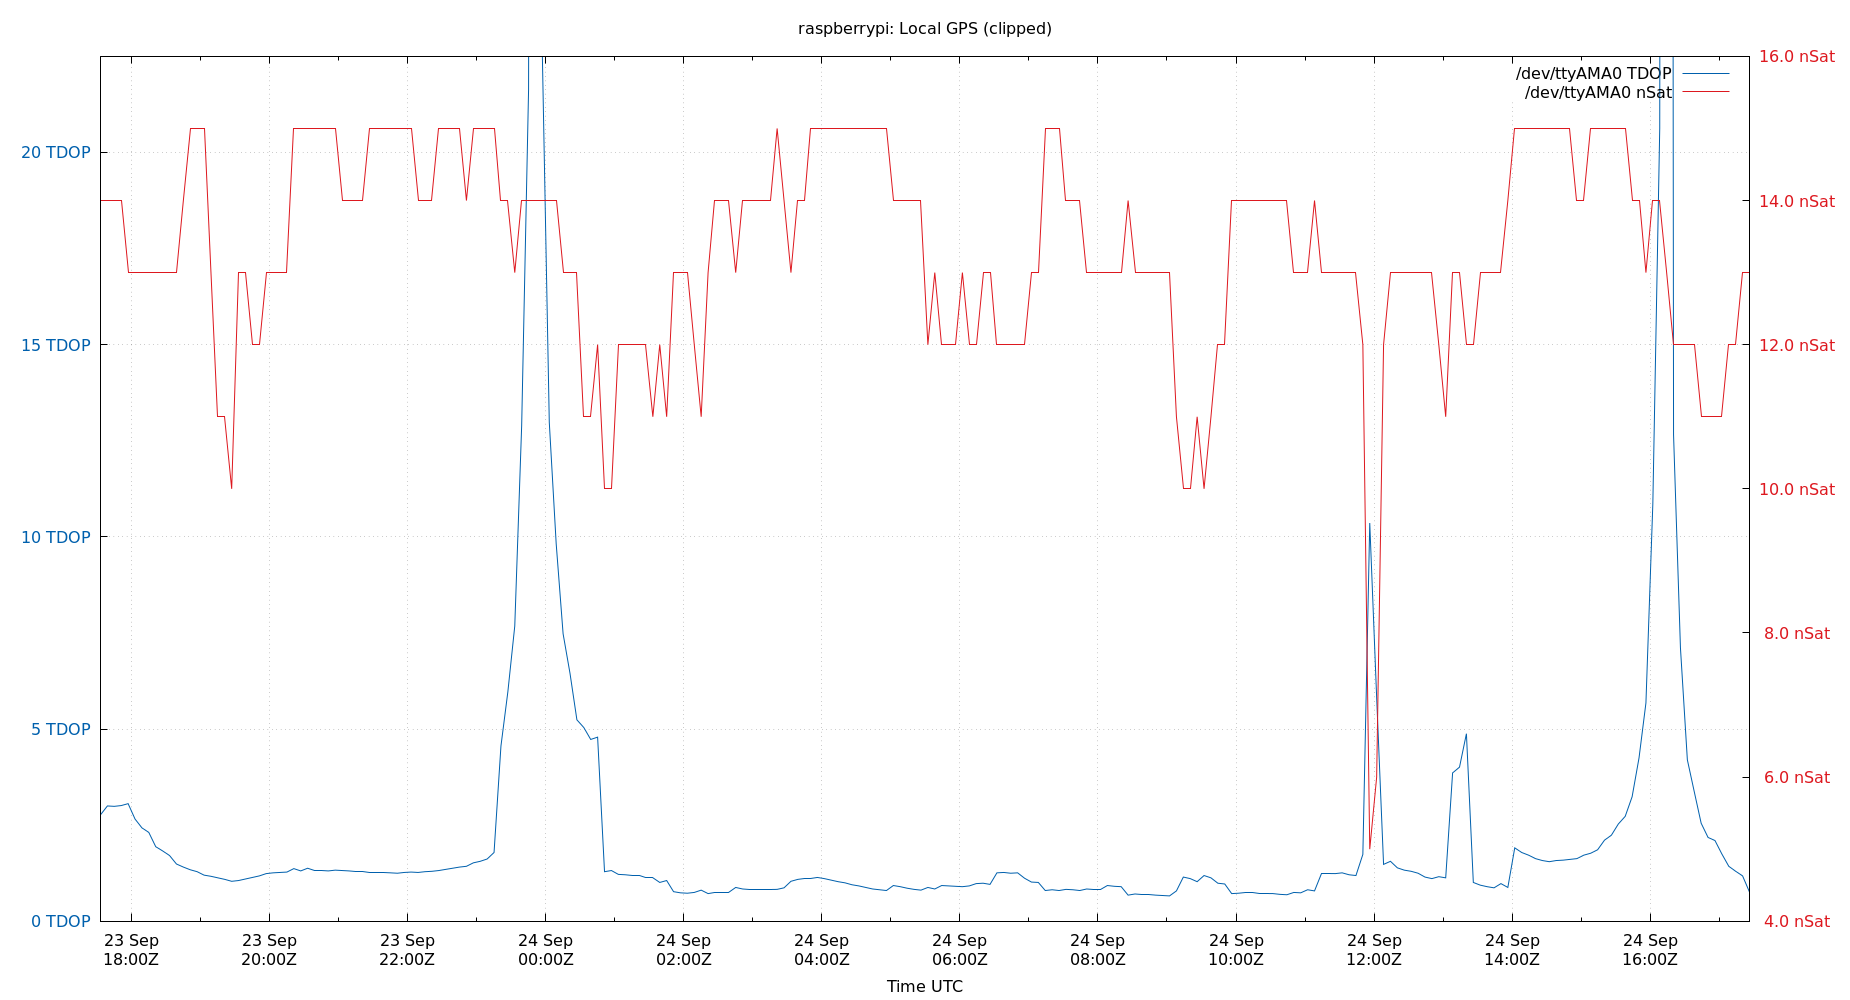 raspberrypi: Local GPS (clipped)
16.0 nSat
/dev/ttyAMA0 TDOP
/dev/ttyAMA0 nSat
20 TDOP
14.0 nSat
15 TDOP
12.0 nSat
10.0 nSat
10 TDOP
8.0 nSat
5 TDOP
6.0 nSat
0 TDOP
4.0 nSat
23 Sep 23 Sep 23 Sep 24 Sep 24 Sep 24 Sep 24 Sep 24 Sep 24 Sep 24 Sep 24 Sep 24 Sep
18:00Z 20:00Z 22:00Z 00:00Z 02:00Z 04:00Z 06:00Z 08:00Z 10:00Z 12:00Z 14:00Z 16:00Z
Time UTC